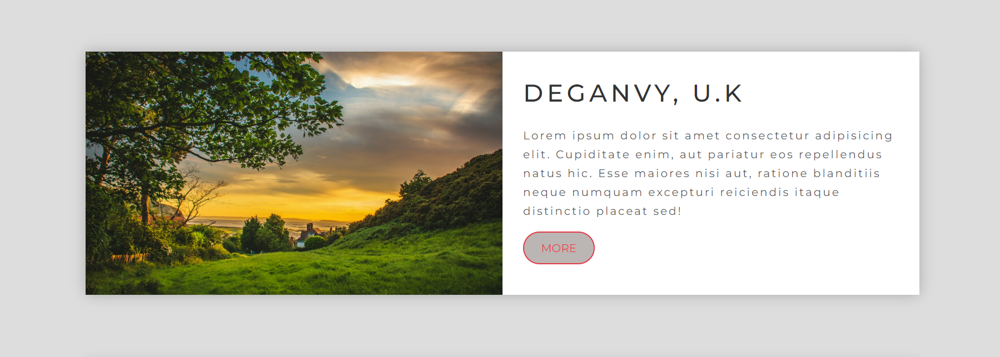 DEGANVY, U.K
Lorem ipsum dolor sit amet consectetur adipisicing
elit. Cupiditate enim, aut pariatur eos repellendus
natus hic. Esse maiores nisi aut, ratione blanditiis
neque numquam excepturi reiciendis itaque
distinctio placeat sed!
MORE